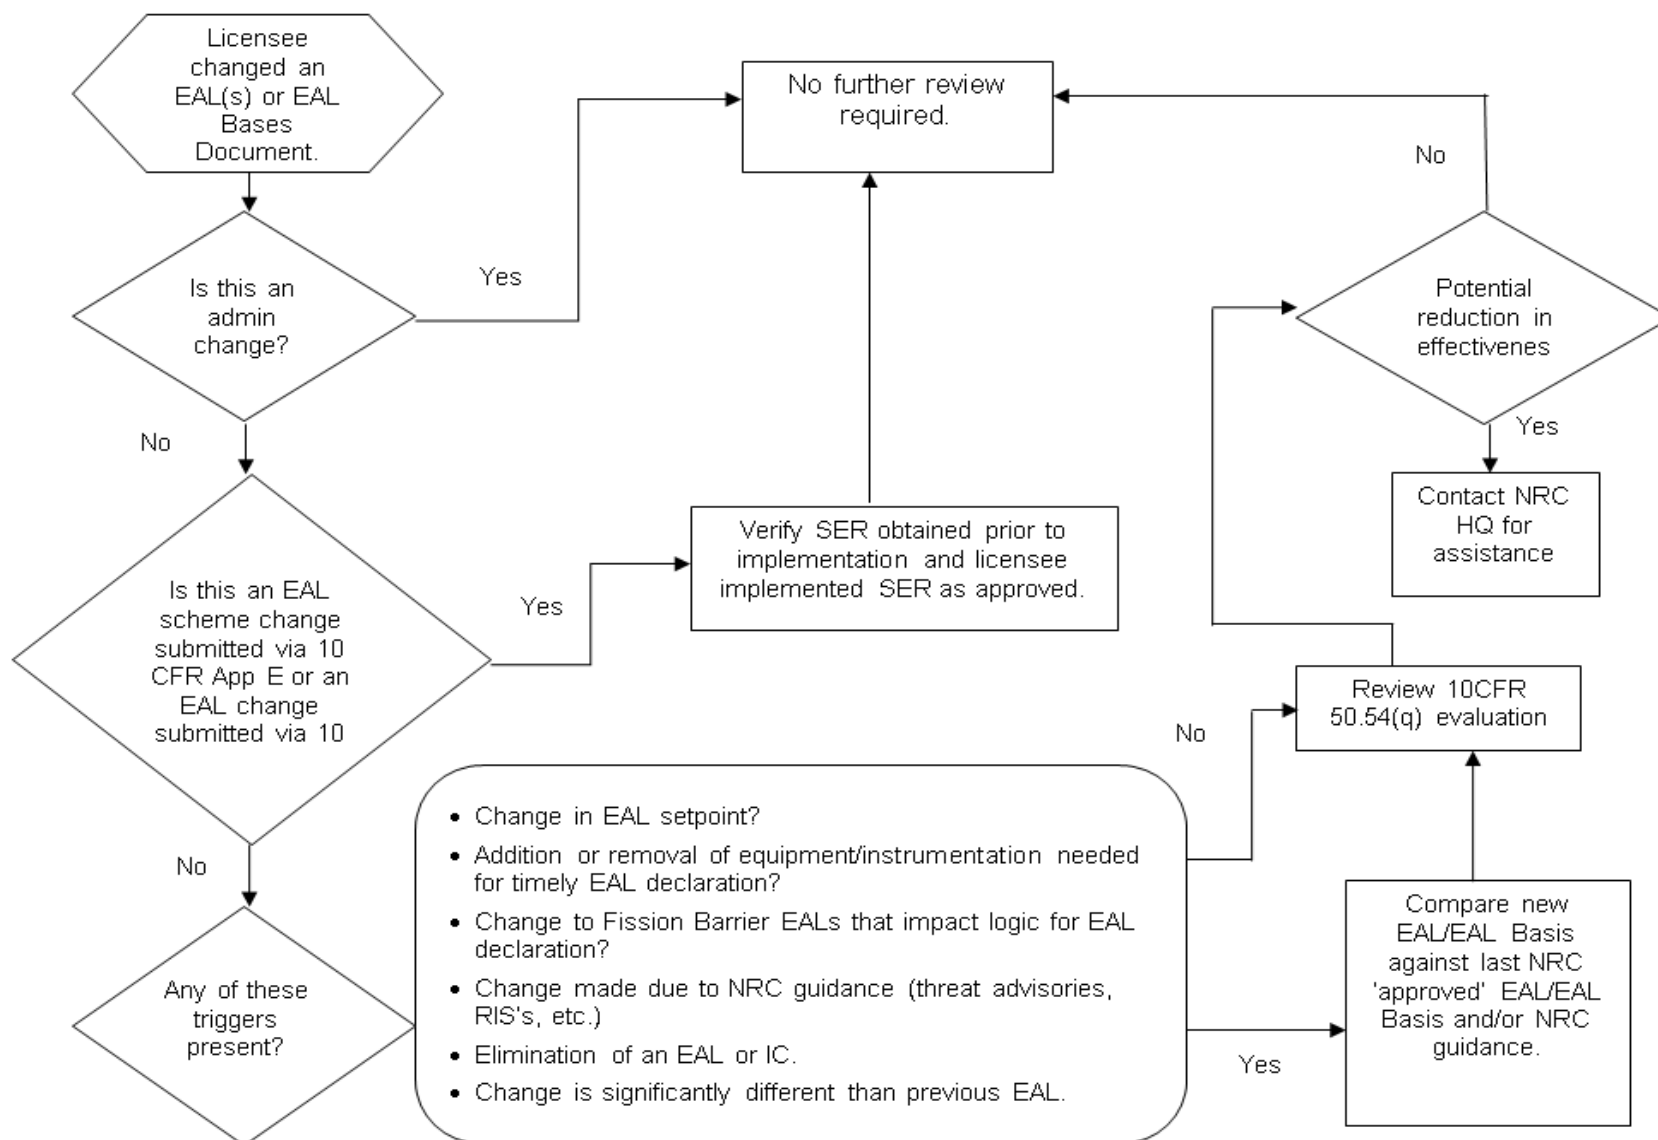 Licensee
changed an
EAL(s) or EAL
Bases
Document.
No further review
required.
No
Yes
Is this an
admin
change?
Potential
reduction in
effectivenes
No
Yes
Contact NRC
HQ for
assistance
Verify SER obtained prior to
implementation and licensee
implemented SER as approved.
Is this an EAL
scheme change
submitted via 10
CFR App E or an
EAL change
submitted via 10
Yes
Review 10CFR
50.54(q) evaluation
No
No
• Change in EAL setpoint?
• Addition or removal of equipment/instrumentation needed
for timely EAL declaration?
• Change to Fission Barrier EALs that impact logic for EAL
declaration?
• Change made due to NRC guidance (threat advisories,
RIS's, etc.)
• Elimination of an EAL or IC.
• Change is significantly different than previous EAL.
Any of these
triggers
present?
Yes
Compare new
EAL/EAL Basis
against last NRC
'approved' EAL/EAL
Basis and/or NRC
guidance.